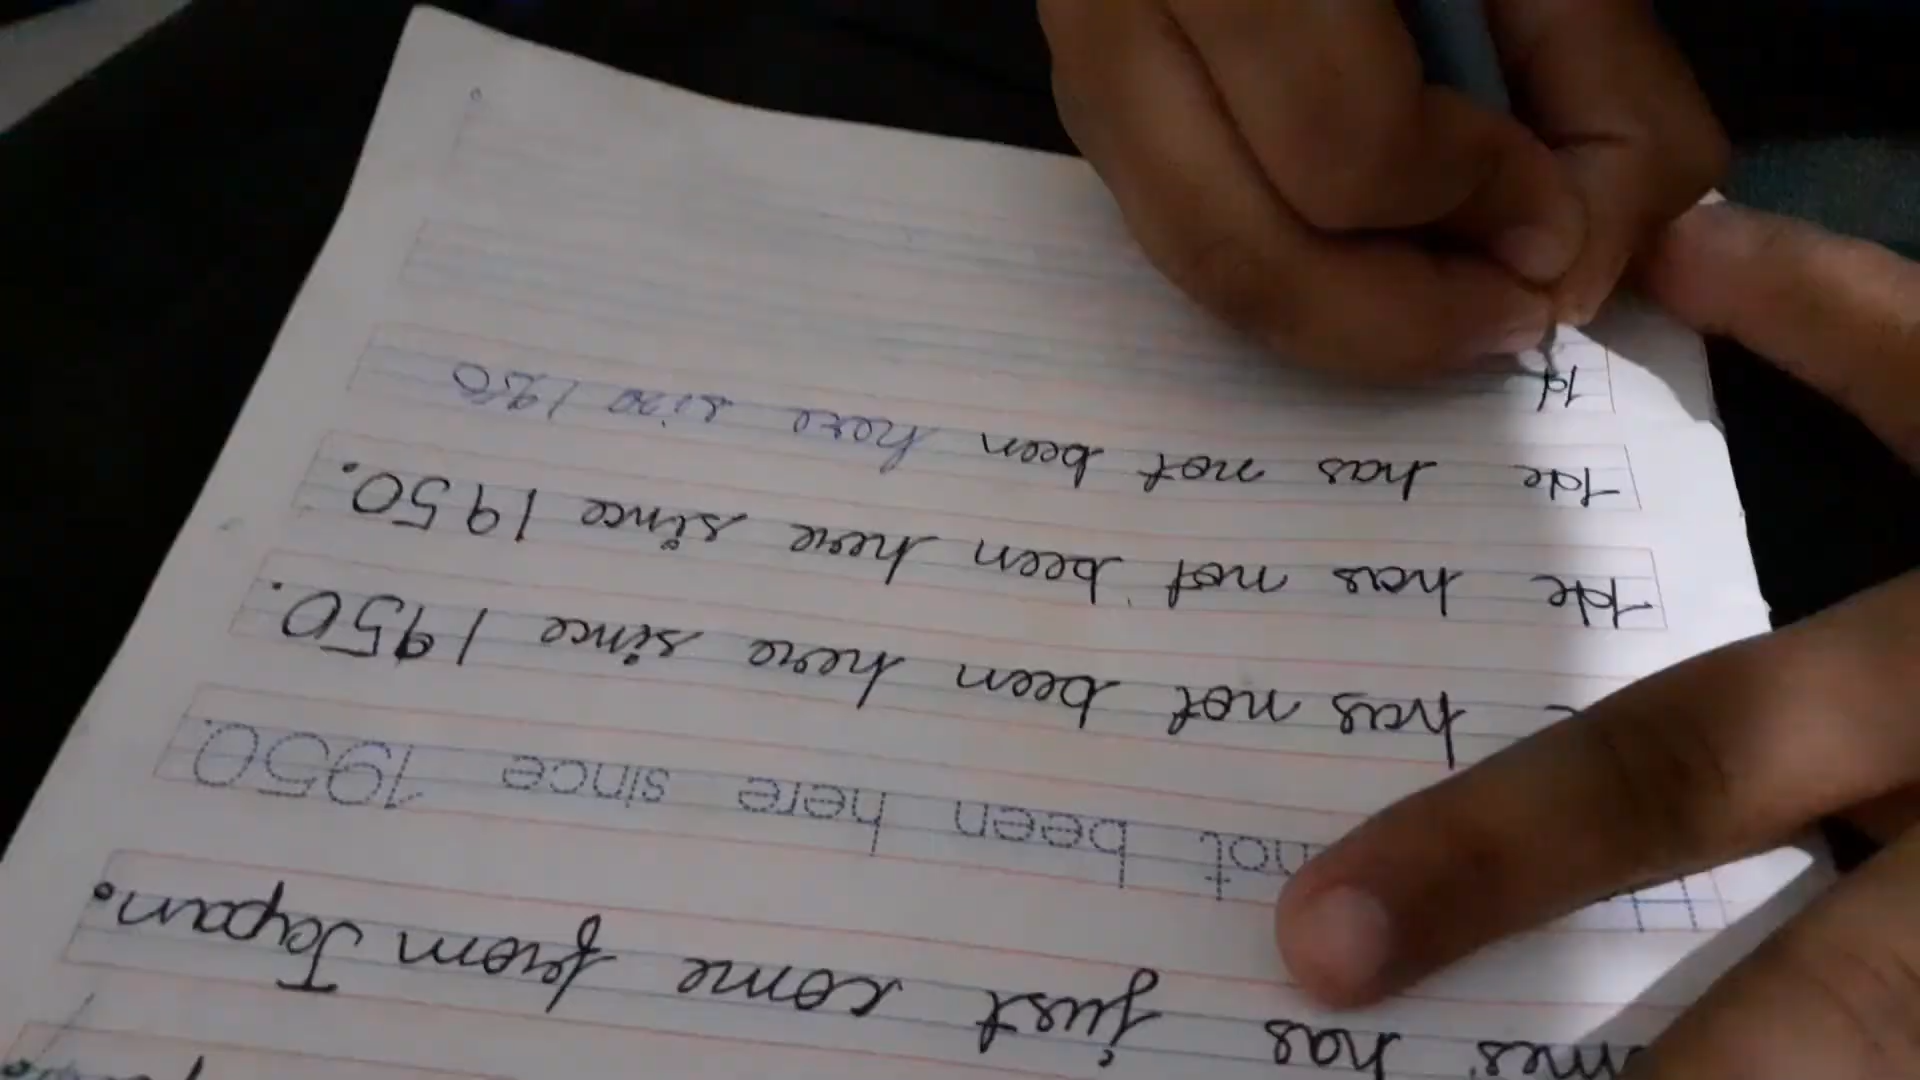 has just come from Japan.
not been here since 1950.
has not been here since 1950.
He has not been here since 1950.
He has not been here 1950
H